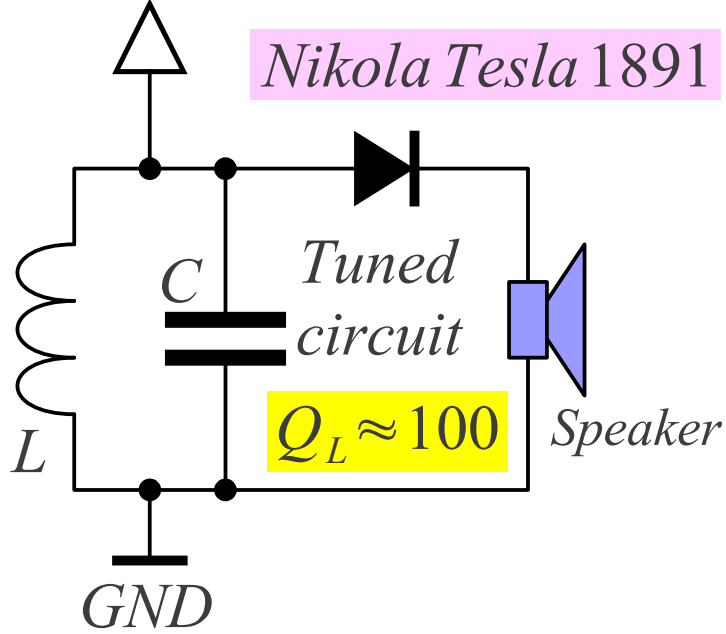 Nikola Tesla 1891
C
Tuned
circuit
Q_L ≈ 100
Speaker
L
GND